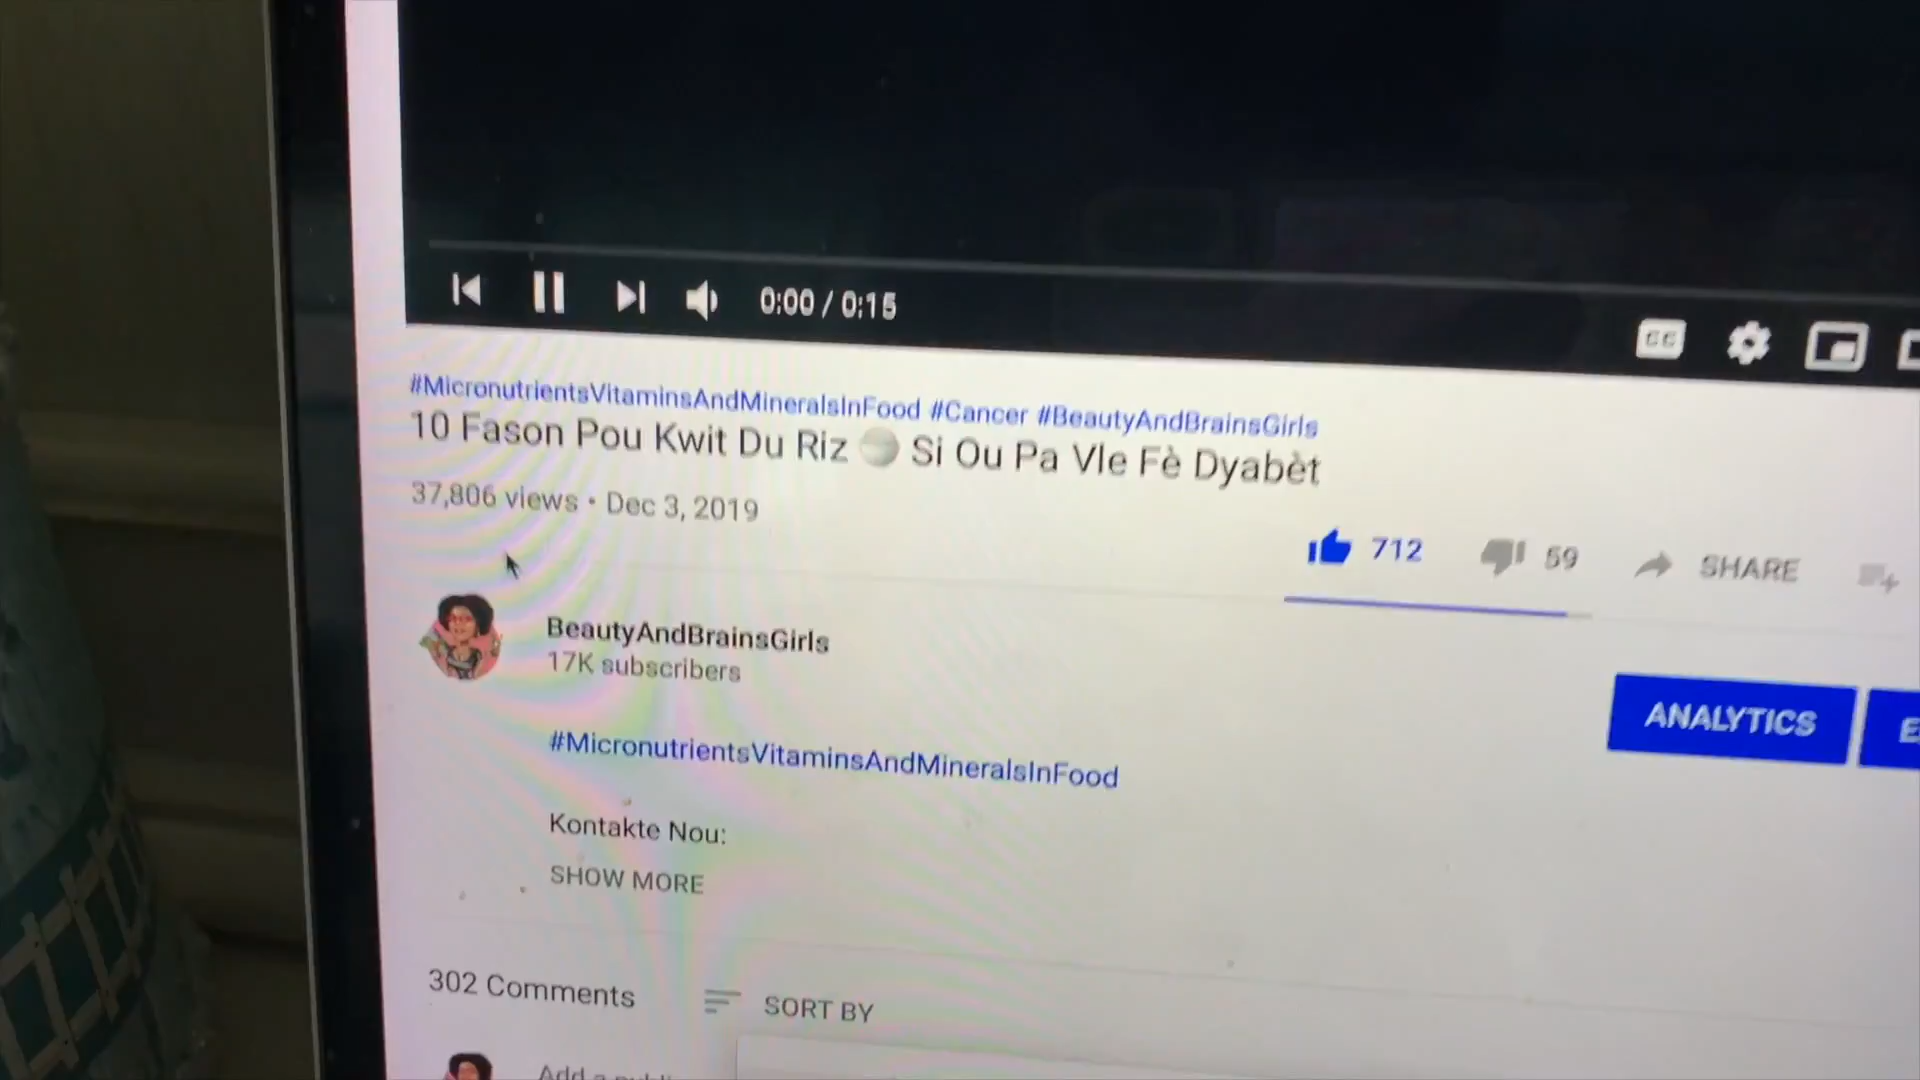 0:00 / 0:15
CC
#MicronutrientsVitaminsAndMineralsInFood #Cancer #BeautyAndBrainsGirls
10 Fason Pou Kwit Du Riz Si Ou Pa Vle Fè Dyabèt
37,806 views • Dec 3, 2019
712 59 SHARE
BeautyAndBrainsGirls
17K subscribers
ANALYTICS
#MicronutrientsVitaminsAndMineralsInFood
Kontakte Nou:
SHOW MORE
302 Comments SORT BY
Add a